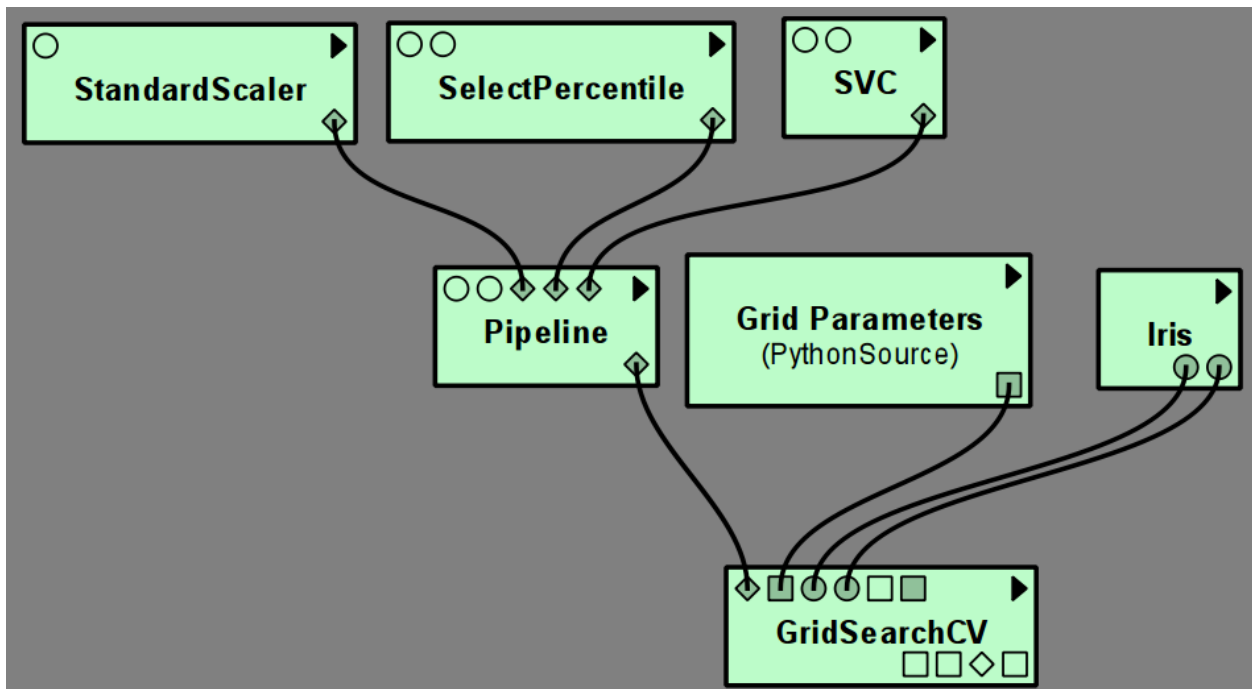 StandardScaler
SelectPercentile
SVC
Pipeline
Grid Parameters
(PythonSource)
Iris
GridSearchCV